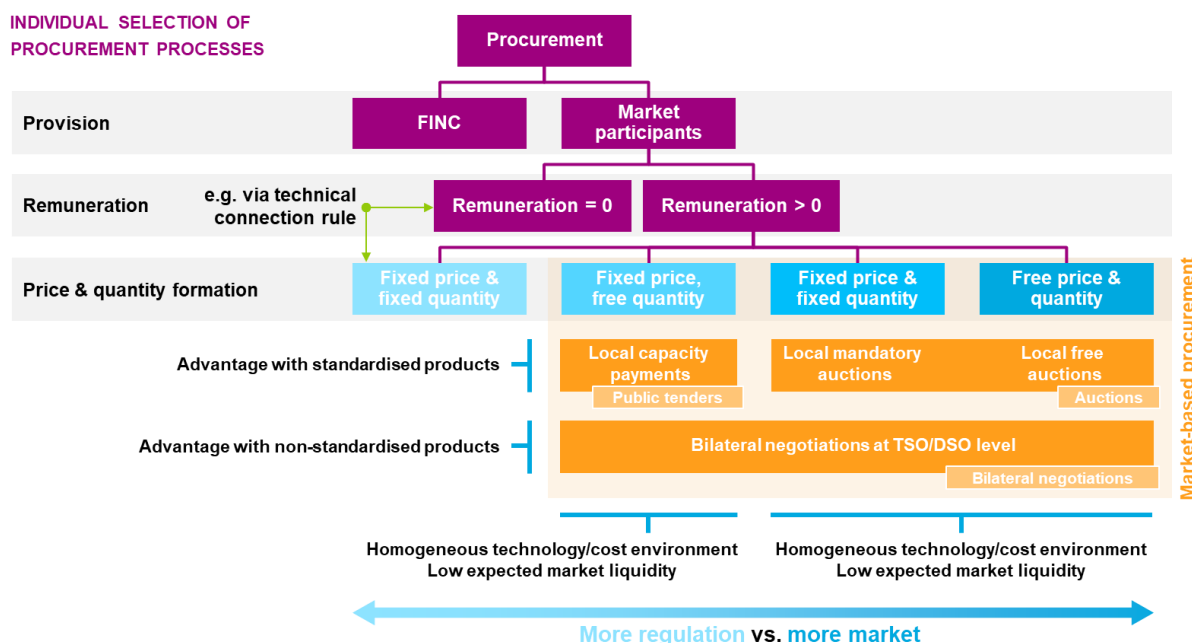 INDIVIDUAL SELECTION OF
PROCUREMENT PROCESSES
Procurement
Provision
FINC
Market
participants
Remuneration
e.g. via technical
connection rule
Remuneration = 0
Remuneration > 0
Price & quantity formation
Fixed price &
fixed quantity
Fixed price,
free quantity
Fixed price &
fixed quantity
Free price &
quantity
Advantage with standardised products
Local capacity
payments
Public tenders
Local mandatory
auctions
Local free
auctions
Auctions
Advantage with non-standardised products
Bilateral negotiations at TSO/DSO level
Bilateral negotiations
Market-based procurement
Homogeneous technology/cost environment
Low expected market liquidity
Homogeneous technology/cost environment
Low expected market liquidity
More regulation vs. more market